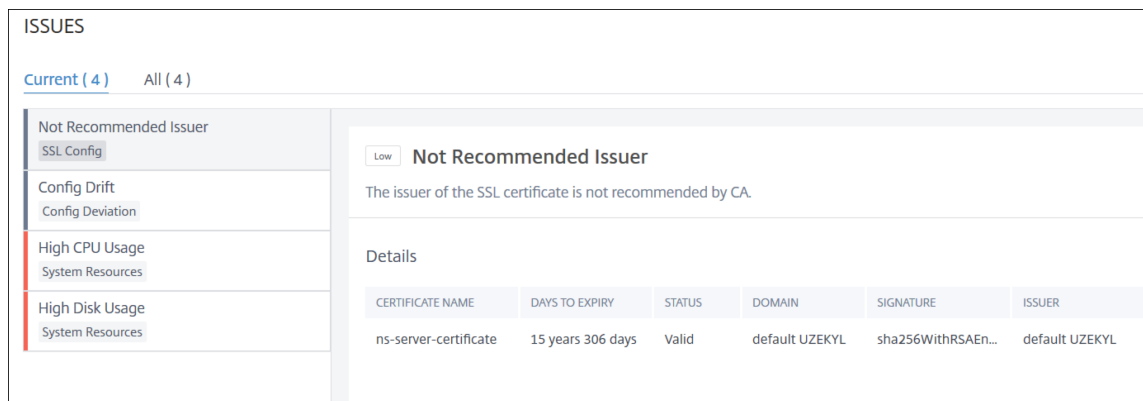 ISSUES
Current ( 4 )    All ( 4 )
Not Recommended Issuer
SSL Config
Config Drift
Config Deviation
High CPU Usage
System Resources
High Disk Usage
System Resources
Low    Not Recommended Issuer
The issuer of the SSL certificate is not recommended by CA.
Details
CERTIFICATE NAME    DAYS TO EXPIRY    STATUS    DOMAIN    SIGNATURE    ISSUER
ns-server-certificate    15 years 306 days    Valid    default UZEKYL    sha256WithRSAEn...    default UZEKYL